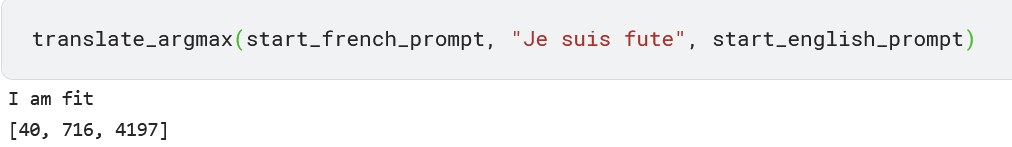 translate_argmax(start_french_prompt, "Je suis fute", start_english_prompt)
I am fit
[40, 716, 4197]